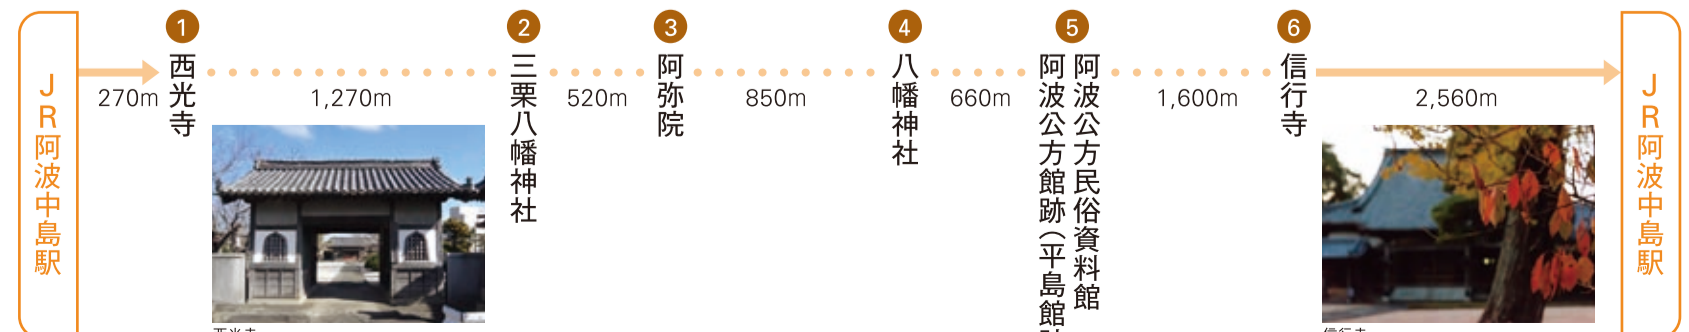 JR阿波中島駅
270m
1
西光寺
1,270m
2
三栗八幡神社
520m
3
阿弥院
850m
4
八幡神社
660m
5
阿波公方民俗資料館
阿波公方館跡(平島館
1,600m
6
信行寺
2,560m
JR阿波中島駅